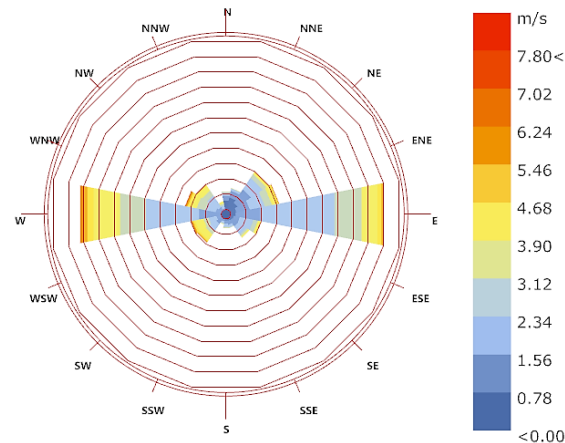 N
NNE
NE
ENE
E
ESE
SE
SSE
S
SSW
SW
WSW
W
WNW
NW
NNW
m/s
7.80<
7.02
6.24
5.46
4.68
3.90
3.12
2.34
1.56
0.78
<0.00